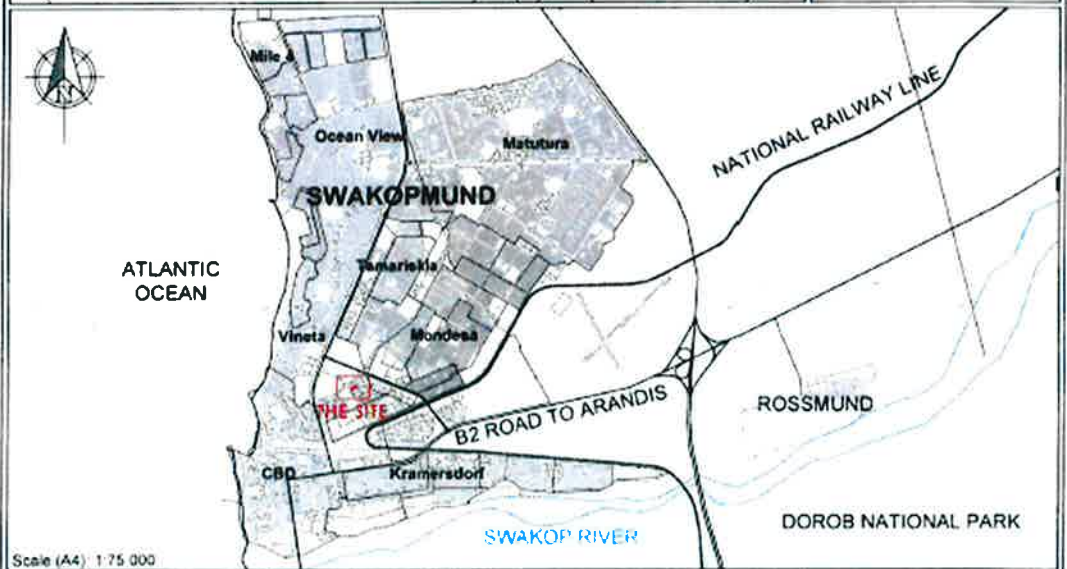 N
Mile 4
Ocean View
Matutura
NATIONAL RAILWAY LINE
SWAKOPMUND
ATLANTIC
OCEAN
Tamariskia
Vineta
Mondesa
THE SITE
B2 ROAD TO ARANDIS
ROSSMUND
CBD
Kramersdorf
SWAKOP RIVER
DOROB NATIONAL PARK
Scale (A4): 1:75 000